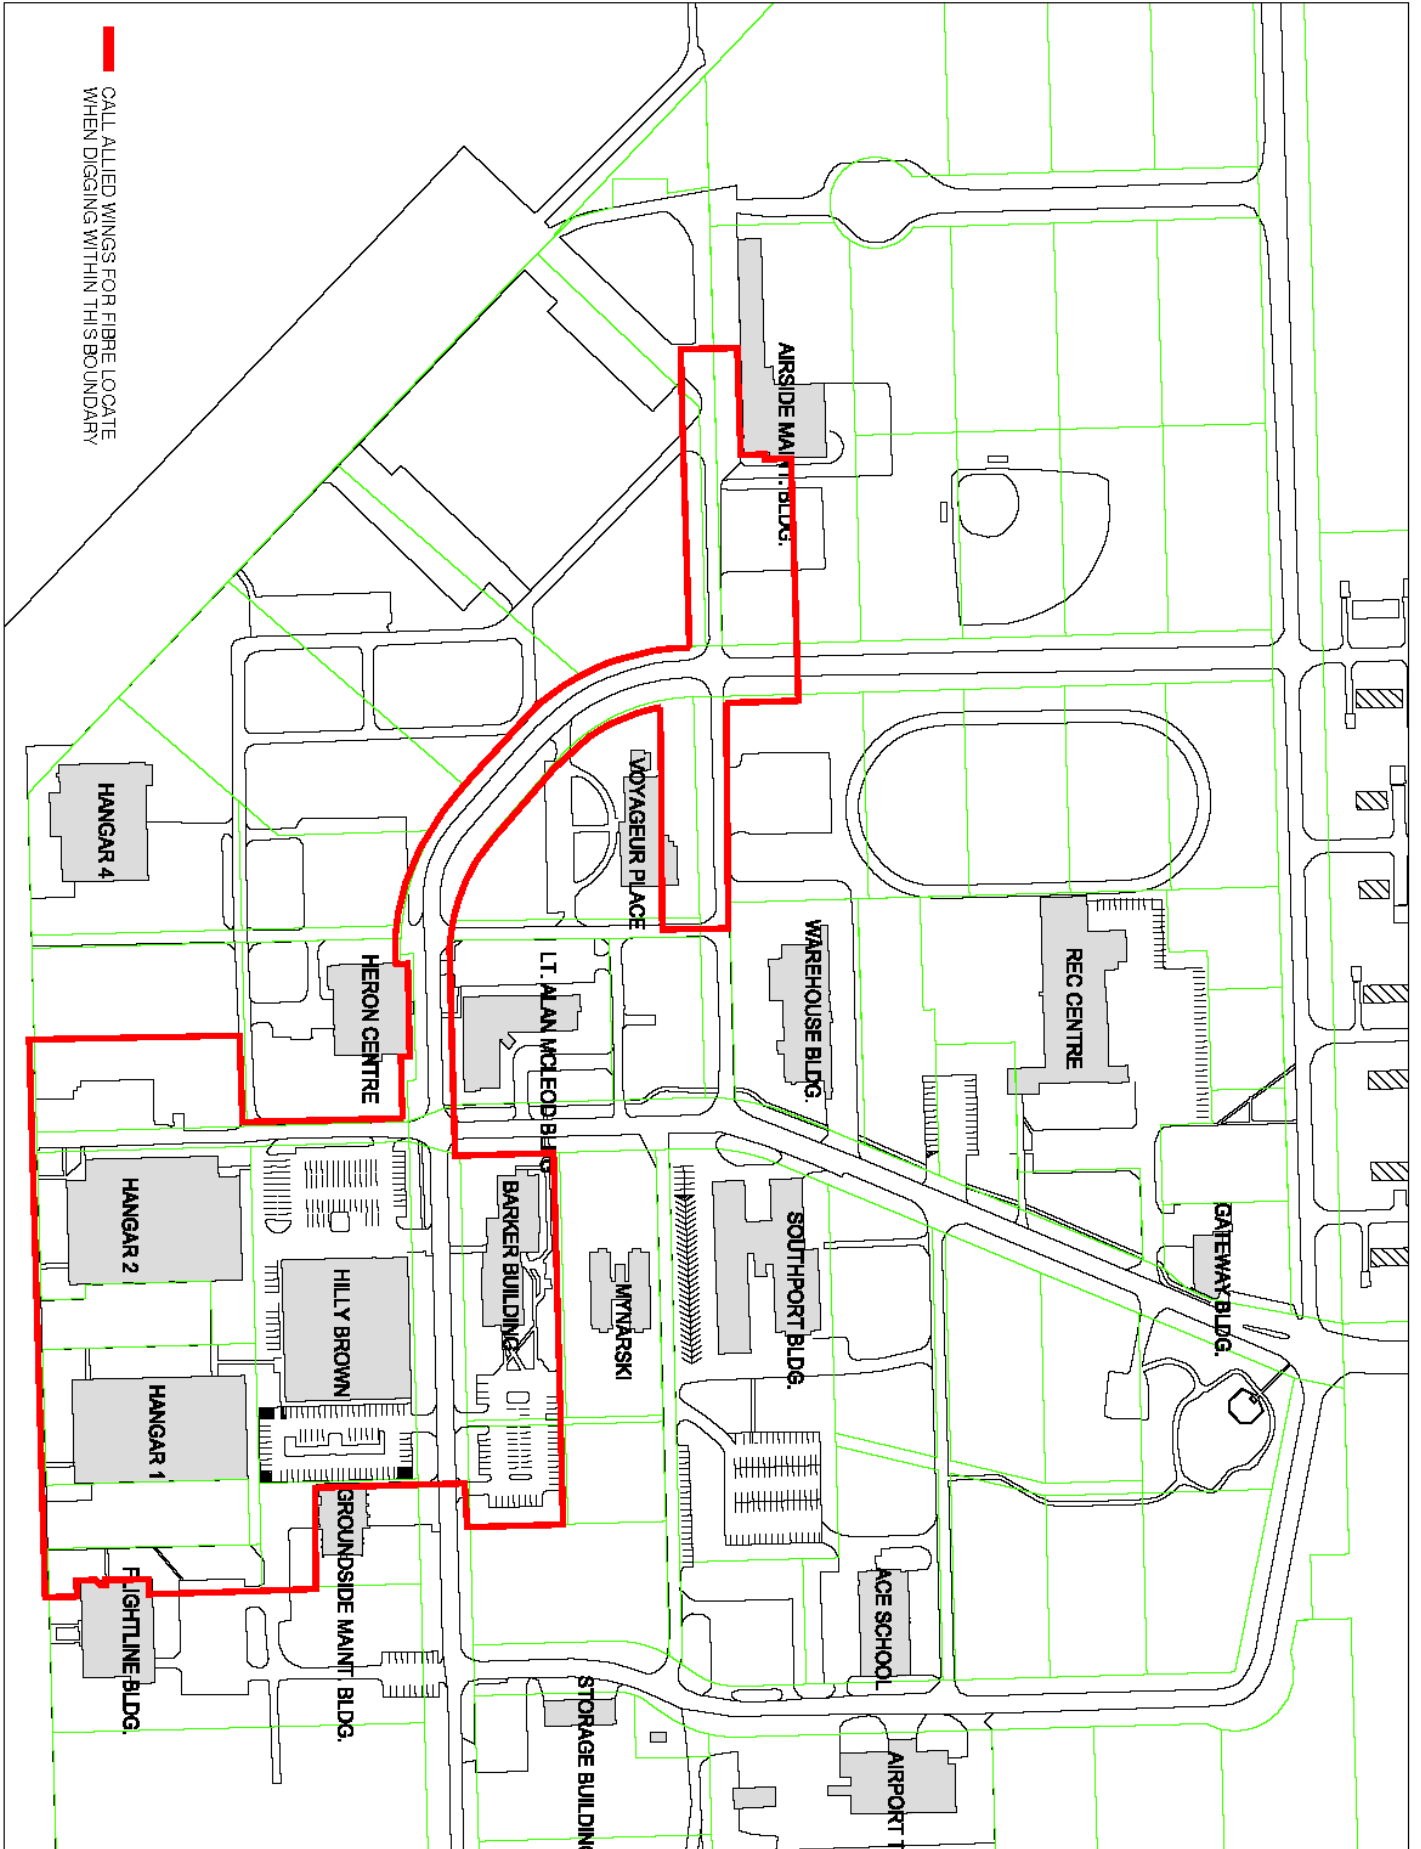 CALL ALLIED WINGS FOR FIBRE LOCATE
WHEN DIGGING WITHIN THIS BOUNDARY
AIRSIDE MAINT. BLDG.
VOYAGEUR PLACE
HANGAR 4
HERON CENTRE
LT. ALAN MCLEOD BLDG
WAREHOUSE BLDG.
REC CENTRE
GATEWAY BLDG.
SOUTHPORT BLDG.
MYNARSKI
BARKER BUILDING
HANGAR 2
HILLY BROWN
HANGAR 1
GROUNDSIDE MAINT. BLDG.
FLIGHTLINE BLDG.
ACE SCHOOL
STORAGE BUILDING
AIRPORT T